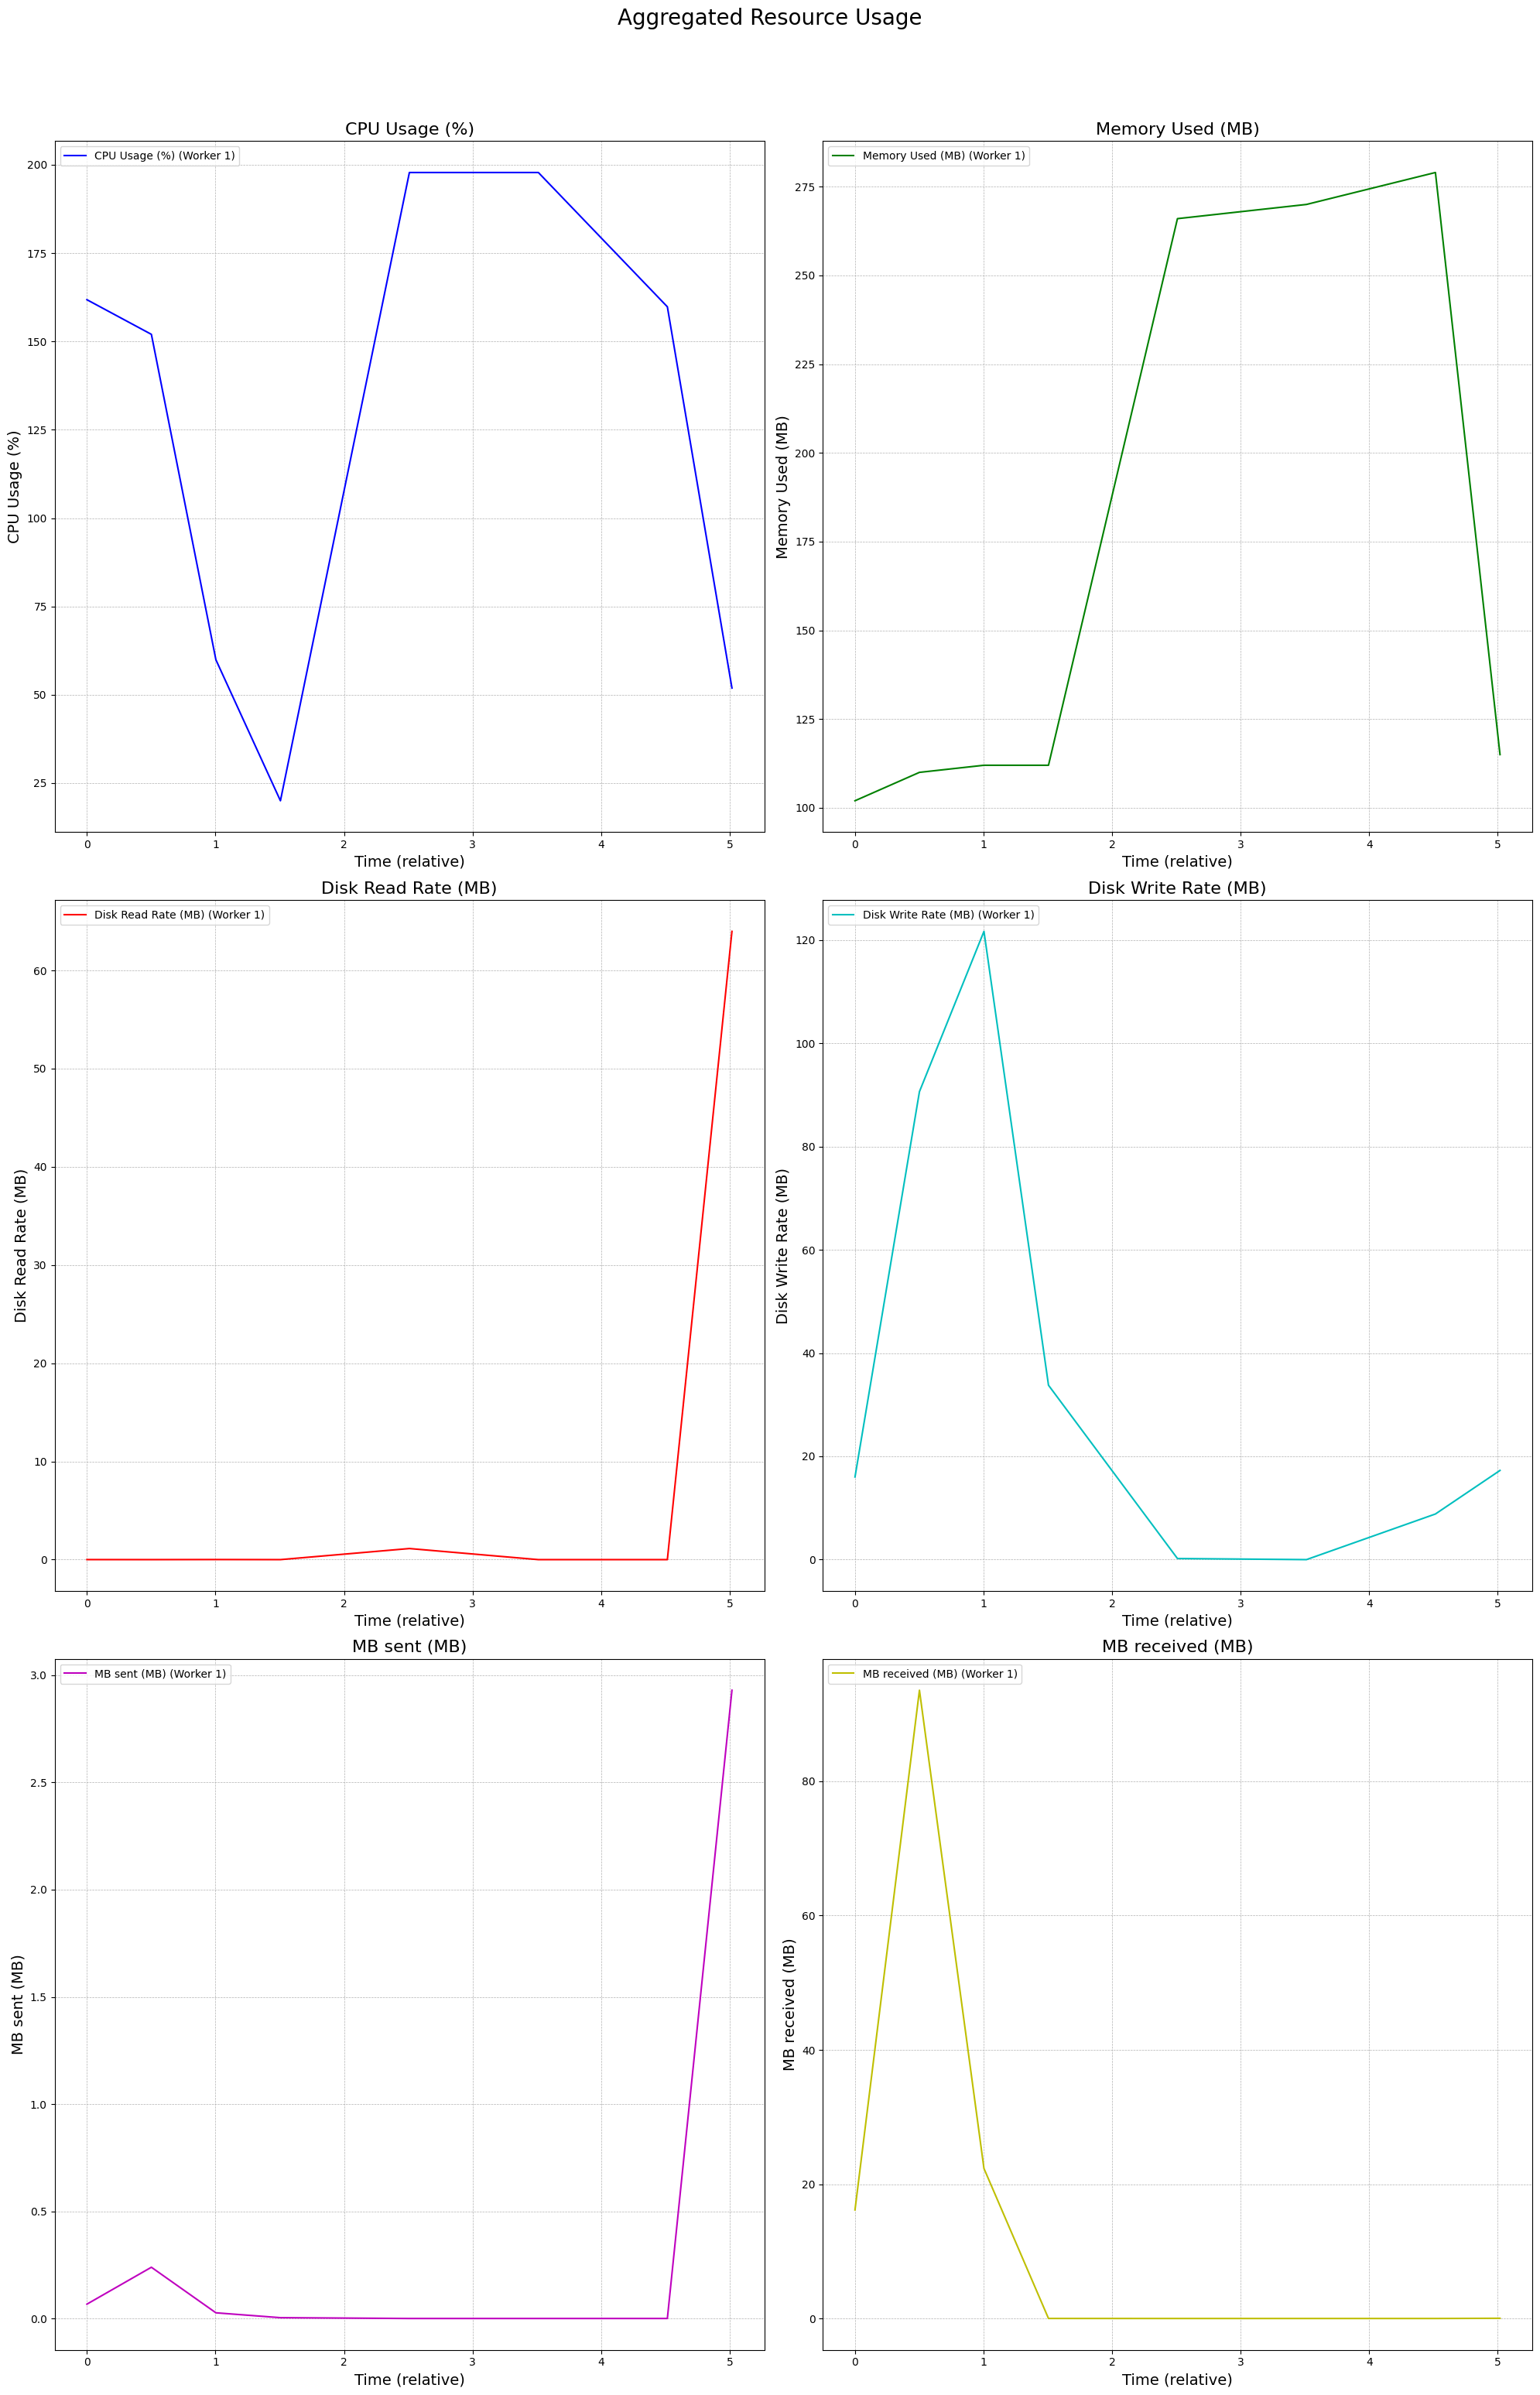 Aggregated Resource Usage
CPU Usage (%)
CPU Usage (%) (Worker 1)
CPU Usage (%)
200
175
150
125
100
75
50
25
0 1 2 3 4 5
Time (relative)
Memory Used (MB)
Memory Used (MB) (Worker 1)
Memory Used (MB)
275
250
225
200
175
150
125
100
0 1 2 3 4 5
Time (relative)
Disk Read Rate (MB)
Disk Read Rate (MB) (Worker 1)
Disk Read Rate (MB)
60
50
40
30
20
10
0
0 1 2 3 4 5
Time (relative)
Disk Write Rate (MB)
Disk Write Rate (MB) (Worker 1)
Disk Write Rate (MB)
120
100
80
60
40
20
0
0 1 2 3 4 5
Time (relative)
MB sent (MB)
MB sent (MB) (Worker 1)
MB sent (MB)
3.0
2.5
2.0
1.5
1.0
0.5
0.0
0 1 2 3 4 5
Time (relative)
MB received (MB)
MB received (MB) (Worker 1)
MB received (MB)
80
60
40
20
0
0 1 2 3 4 5
Time (relative)